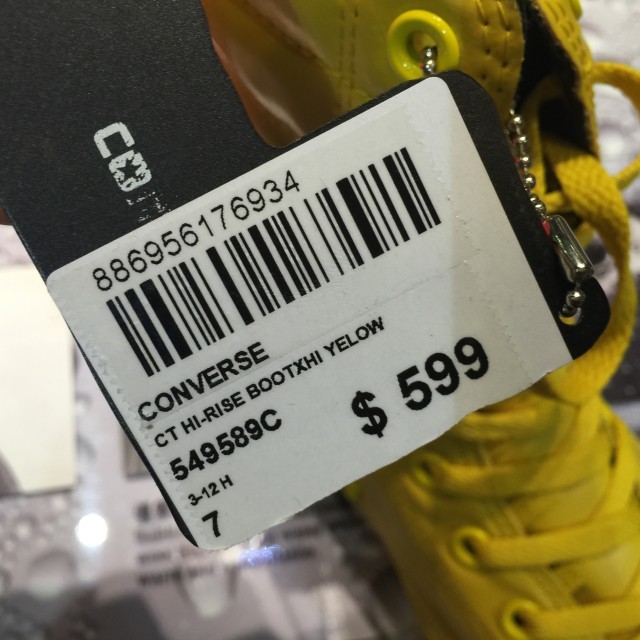 886956176934
CONVERSE
CT HI-RISE BOOTXHI YELOW
549589C
$ 599
3-12 H
7